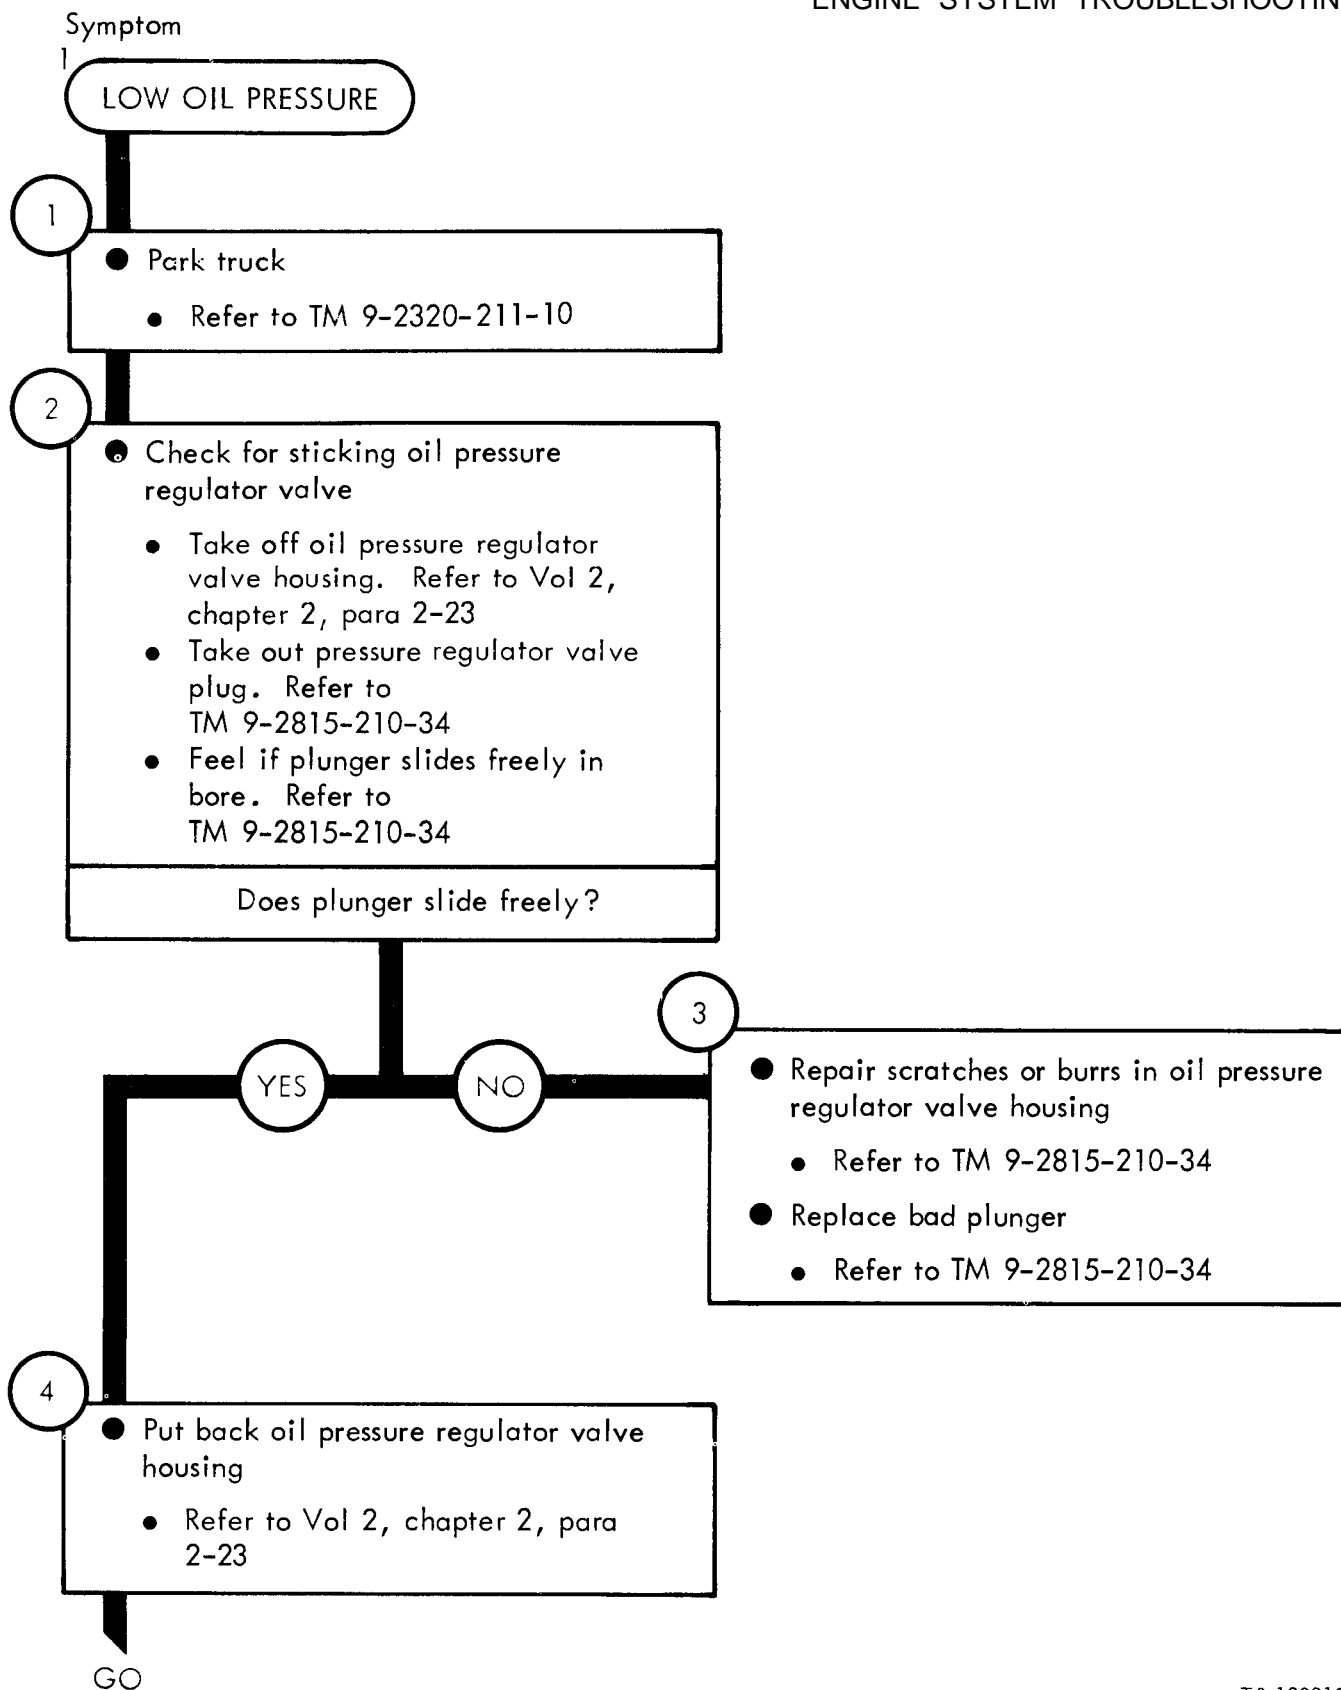 ENGINE SYSTEM TROUBLESHOOTIN
Symptom
1
LOW OIL PRESSURE
1
● Park truck
● Refer to TM 9-2320-211-10
2
● Check for sticking oil pressure
regulator valve
● Take off oil pressure regulator
valve housing. Refer to Vol 2,
chapter 2, para 2-23
● Take out pressure regulator valve
plug. Refer to
TM 9-2815-210-34
● Feel if plunger slides freely in
bore. Refer to
TM 9-2815-210-34
Does plunger slide freely?
YES
NO
3
● Repair scratches or burrs in oil pressure
regulator valve housing
● Refer to TM 9-2815-210-34
● Replace bad plunger
● Refer to TM 9-2815-210-34
4
● Put back oil pressure regulator valve
housing
● Refer to Vol 2, chapter 2, para
2-23
GO